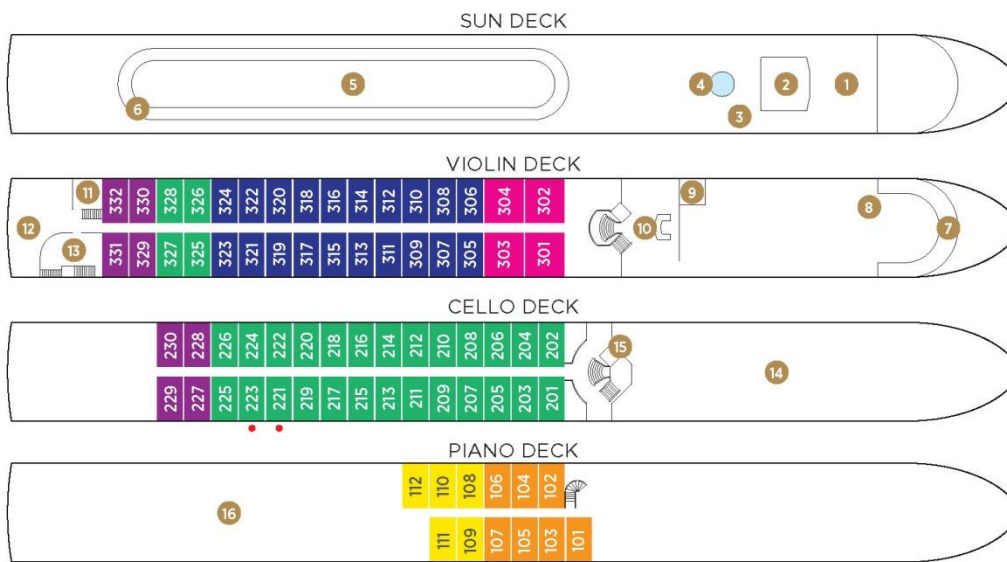 SUN DECK
6 5 4 3 2 1
VIOLIN DECK
11 332 330 328 326 324 322 320 318 316 314 312 310 308 306 304 302 9 8
12 13 10 7
331 329 327 325 323 321 319 317 315 313 311 309 307 305 303 301
CELLO DECK
230 228 226 224 222 220 218 216 214 212 210 208 206 204 202 15
14
229 227 225 223 221 219 217 215 213 211 209 207 205 203 201
PIANO DECK
112 110 108 106 104 102
16
111 109 107 105 103 101